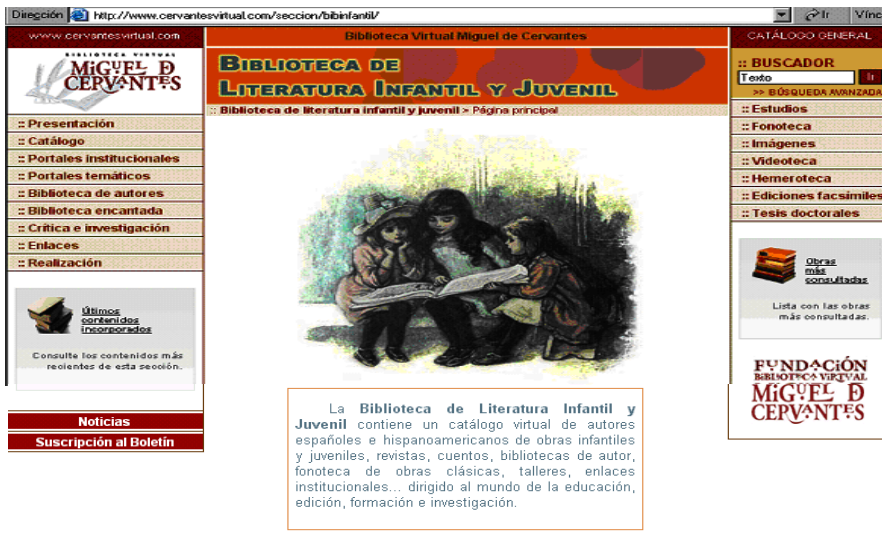 Dirección http://www.cervantesvirtual.com/seccion/bibinfantil/ Ir Vínc
www.cervantesvirtual.com
BIBLIOTECA VIRTUAL
MIGUEL D
CERVANTES
:: Presentación
:: Catálogo
:: Portales institucionales
:: Portales temáticos
:: Biblioteca de autores
:: Biblioteca encantada
:: Crítica e investigación
:: Enlaces
:: Realización
Últimos
contenidos
incorporados
Consulte los contenidos más
recientes de esta sección.
Noticias
Suscripción al Boletín
Biblioteca Virtual Miguel de Cervantes
BIBLIOTECA DE
LITERATURA INFANTIL Y JUVENIL
:: Biblioteca de literatura infantil y juvenil > Página principal
La Biblioteca de Literatura Infantil y
Juvenil contiene un catálogo virtual de autores
españoles e hispanoamericanos de obras infantiles
y juveniles, revistas, cuentos, bibliotecas de autor,
fonoteca de obras clásicas, talleres, enlaces
institucionales... dirigido al mundo de la educación,
edición, formación e investigación.
CATÁLOGO GENERAL
:: BUSCADOR
Texto Ir
>> BÚSQUEDA AVANZADA
:: Estudios
:: Fonoteca
:: Imágenes
:: Videoteca
:: Hemeroteca
:: Ediciones facsímiles
:: Tesis doctorales
Obras
más
consultadas
Lista con las obras
más consultadas.
FUNDACIÓN
BIBLIOTECA VIRTUAL
MIGUEL D
CERVANTES